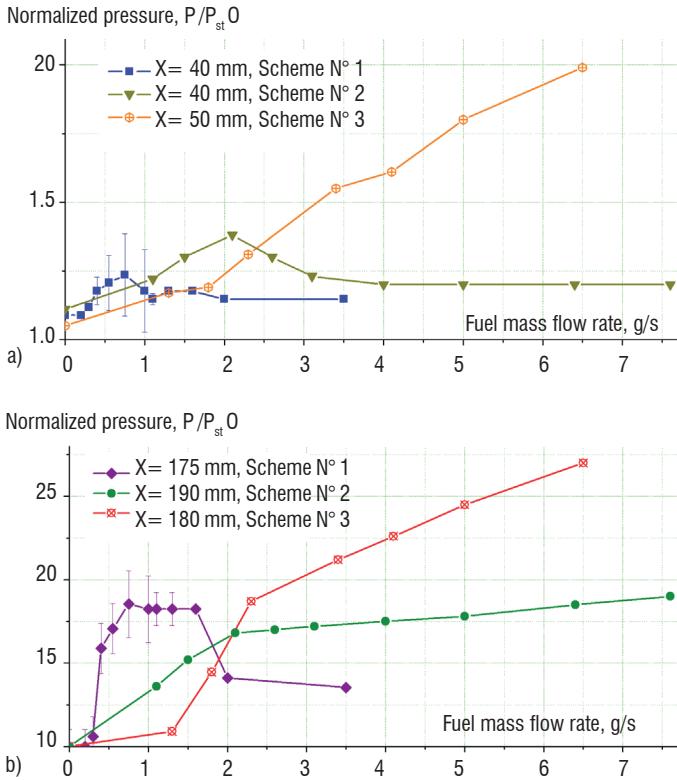 Normalized pressure, P/PstO
20
X= 40 mm, Scheme N° 1
X= 40 mm, Scheme N° 2
X= 50 mm, Scheme N° 3
1.5
1.0
Fuel mass flow rate, g/s
a)
0 1 2 3 4 5 6 7
Normalized pressure, P/PstO
X= 175 mm, Scheme N° 1
X= 190 mm, Scheme N° 2
X= 180 mm, Scheme N° 3
25
20
15
Fuel mass flow rate, g/s
10
b)
0 1 2 3 4 5 6 7